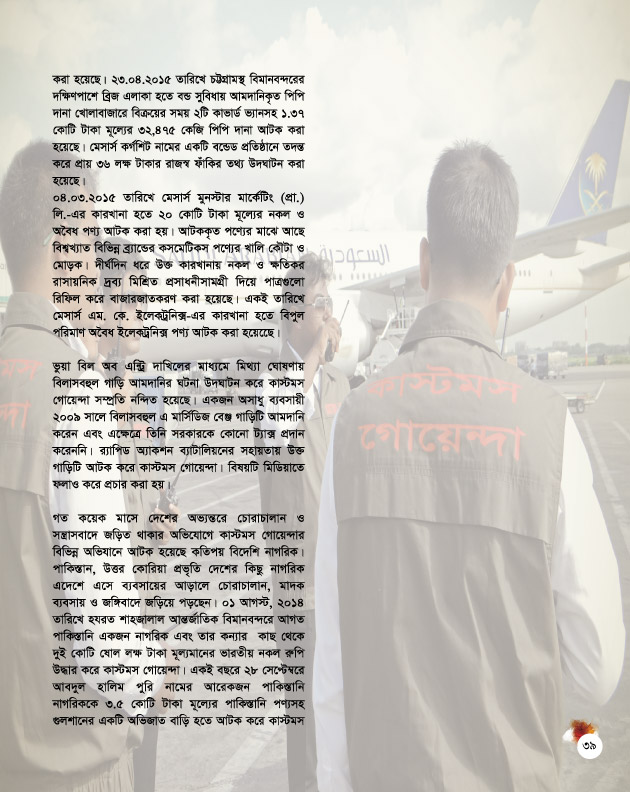 করা হয়েছে। ২৩.০৪.২০১৫ তারিখে চট্টগ্রামস্থ বিমানবন্দরের
দক্ষিণপাশে ব্রিজ এলাকা হতে বন্ড সুবিধায় আমদানিকৃত পিপি
দানা খোলাবাজারে বিক্রয়ের সময় ২টি কাভার্ড ভ্যানসহ ১.৩৭
কোটি টাকা মূল্যের ৩২,৪৭৫ কেজি পিপি দানা আটক করা
হয়েছে। মেসার্স কর্ণশিট নামের একটি বন্ডেড প্রতিষ্ঠানে তদন্ত
করে প্রায় ৩৬ লক্ষ টাকার রাজস্ব ফাঁকির তথ্য উদঘাটন করা
হয়েছে।
০৪.০৩.২০১৫ তারিখে মেসার্স মুনস্টার মার্কেটিং (প্রা.)
লি.-এর কারখানা হতে ২০ কোটি টাকা মূল্যের নকল ও
অবৈধ পণ্য আটক করা হয়। আটককৃত পণ্যের মাঝে আছে
বিশ্বখ্যাত বিভিন্ন ব্র্যান্ডের কসমেটিকস পণ্যের খালি কৌটা ও
মোড়ক। দীর্ঘদিন ধরে উক্ত কারখানায় নকল ও ক্ষতিকর
রাসায়নিক দ্রব্য মিশ্রিত প্রসাধনীসামগ্রী দিয়ে পাত্রগুলো
রিফিল করে বাজারজাতকরণ করা হয়েছে। একই তারিখে
মেসার্স এম. কে. ইলেকট্রনিক্স-এর কারখানা হতে বিপুল
পরিমাণ অবৈধ ইলেকট্রনিক্স পণ্য আটক করা হয়েছেে।
ভুয়া বিল অব এন্ট্রি দাখিলের মাধ্যমে মিথ্যা ঘোষণায়
বিলাসবহুল গাড়ি আমদানির ঘটনা উদঘাটন করে কাস্টমস
গোয়েন্দা সম্প্রতি নন্দিত হয়েছে। একজন অসাধু ব্যবসায়ী
২০০৯ সালে বিলাসবহুল এ মার্সিডিজ বেঞ্জ গাড়িটি আমদানি
করেন এবং এক্ষেত্রে তিনি সরকারকে কোনো ট্যাক্স প্রদান
করেননি। র‍্যাপিড অ্যাকশন ব্যাটালিয়নের সহায়তায় উক্ত
গাড়িটি আটক করে কাস্টমস গোয়েন্দা। বিষয়টি মিডিয়াতে
ফলাও করে প্রচার করা হয়।
গত কয়েক মাসে দেশের অভ্যন্তরে চোরাচালান ও
সন্ত্রাসবাদে জড়িত থাকার অভিযোগে কাস্টমস গোয়েন্দার
বিভিন্ন অভিযানে আটক হয়েছে কতিপয় বিদেশি নাগরিক।
পাকিস্তান, উত্তর কোরিয়া প্রভৃতি দেশের কিছু নাগরিক
এদেশে এসে ব্যবসায়ের আড়ালে চোরাচালান, মাদক
ব্যবসায় ও জঙ্গিবাদে জড়িয়ে পড়ছেন। ০১ আগস্ট, ২০১৪
তারিখে হযরত শাহজালাল আন্তর্জাতিক বিমানবন্দরে আগত
পাকিস্তানি একজন নাগরিক এবং তার কন্যার কাছ থেকে
দুই কোটি ষোল লক্ষ টাকা মূল্যমানের ভারতীয় নকল রুপি
উদ্ধার করে কাস্টমস গোয়েন্দা। একই বছরে ২৮ সেপ্টেম্বরে
আবদুল হালিম পুরি নামের আরেকজন পাকিস্তানি
নাগরিককে ৩.৫ কোটি টাকা মূল্যের পাকিস্তানি পণ্যসহ
গুলশানের একটি অভিজাত বাড়ি হতে আটক করে কাস্টমস
السعودية
কাস্টমস
গোয়েন্দা
৩৯